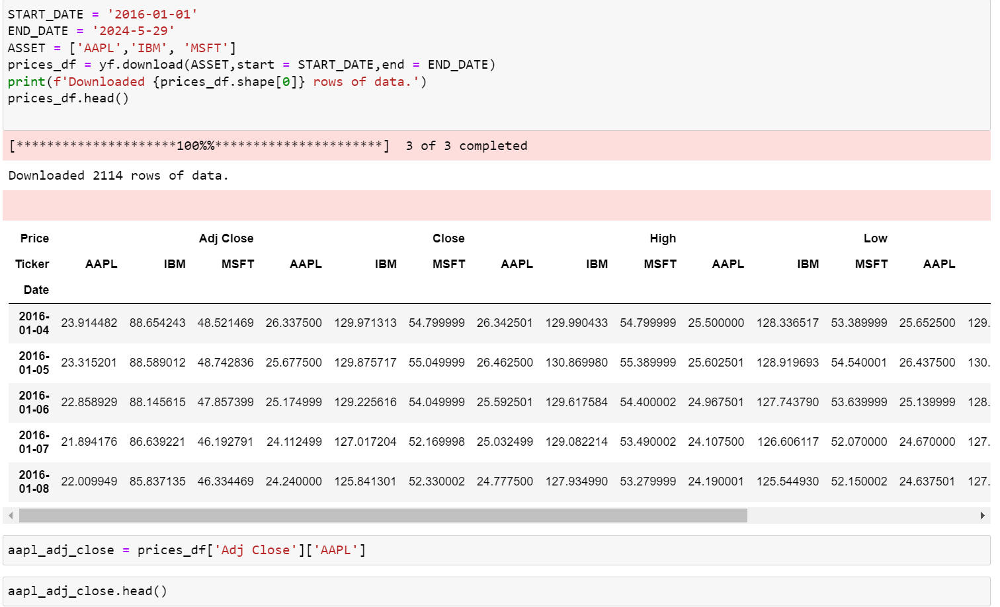 START_DATE = '2016-01-01'
END_DATE = '2024-5-29'
ASSET = ['AAPL','IBM', 'MSFT']
prices_df = yf.download(ASSET,start = START_DATE,end = END_DATE)
print(f'Downloaded {prices_df.shape[0]} rows of data.')
prices_df.head()
[*********************100%%**********************]  3 of 3 completed
Downloaded 2114 rows of data.
Price Adj Close Close High Low
Ticker AAPL IBM MSFT AAPL IBM MSFT AAPL IBM MSFT AAPL IBM MSFT AAPL
Date
2016-01-04 23.914482 88.654243 48.521469 26.337500 129.971313 54.799999 26.342501 129.990433 54.799999 25.500000 128.336517 53.389999 25.652500 129.
2016-01-05 23.315201 88.589012 48.742836 25.677500 129.875717 55.049999 26.462500 130.869980 55.389999 25.602501 128.919693 54.540001 26.437500 130.
2016-01-06 22.858929 88.145615 47.857399 25.174999 129.225616 54.049999 25.592501 129.617584 54.400002 24.967501 127.743790 53.639999 25.139999 128.
2016-01-07 21.894176 86.639221 46.192791 24.112499 127.017204 52.169998 25.032499 129.082214 53.490002 24.107500 126.606117 52.070000 24.670000 127.
2016-01-08 22.009949 85.837135 46.334469 24.240000 125.841301 52.330002 24.777500 127.934990 53.279999 24.190001 125.544930 52.150002 24.637501 127.
aapl_adj_close = prices_df['Adj Close']['AAPL']
aapl_adj_close.head()